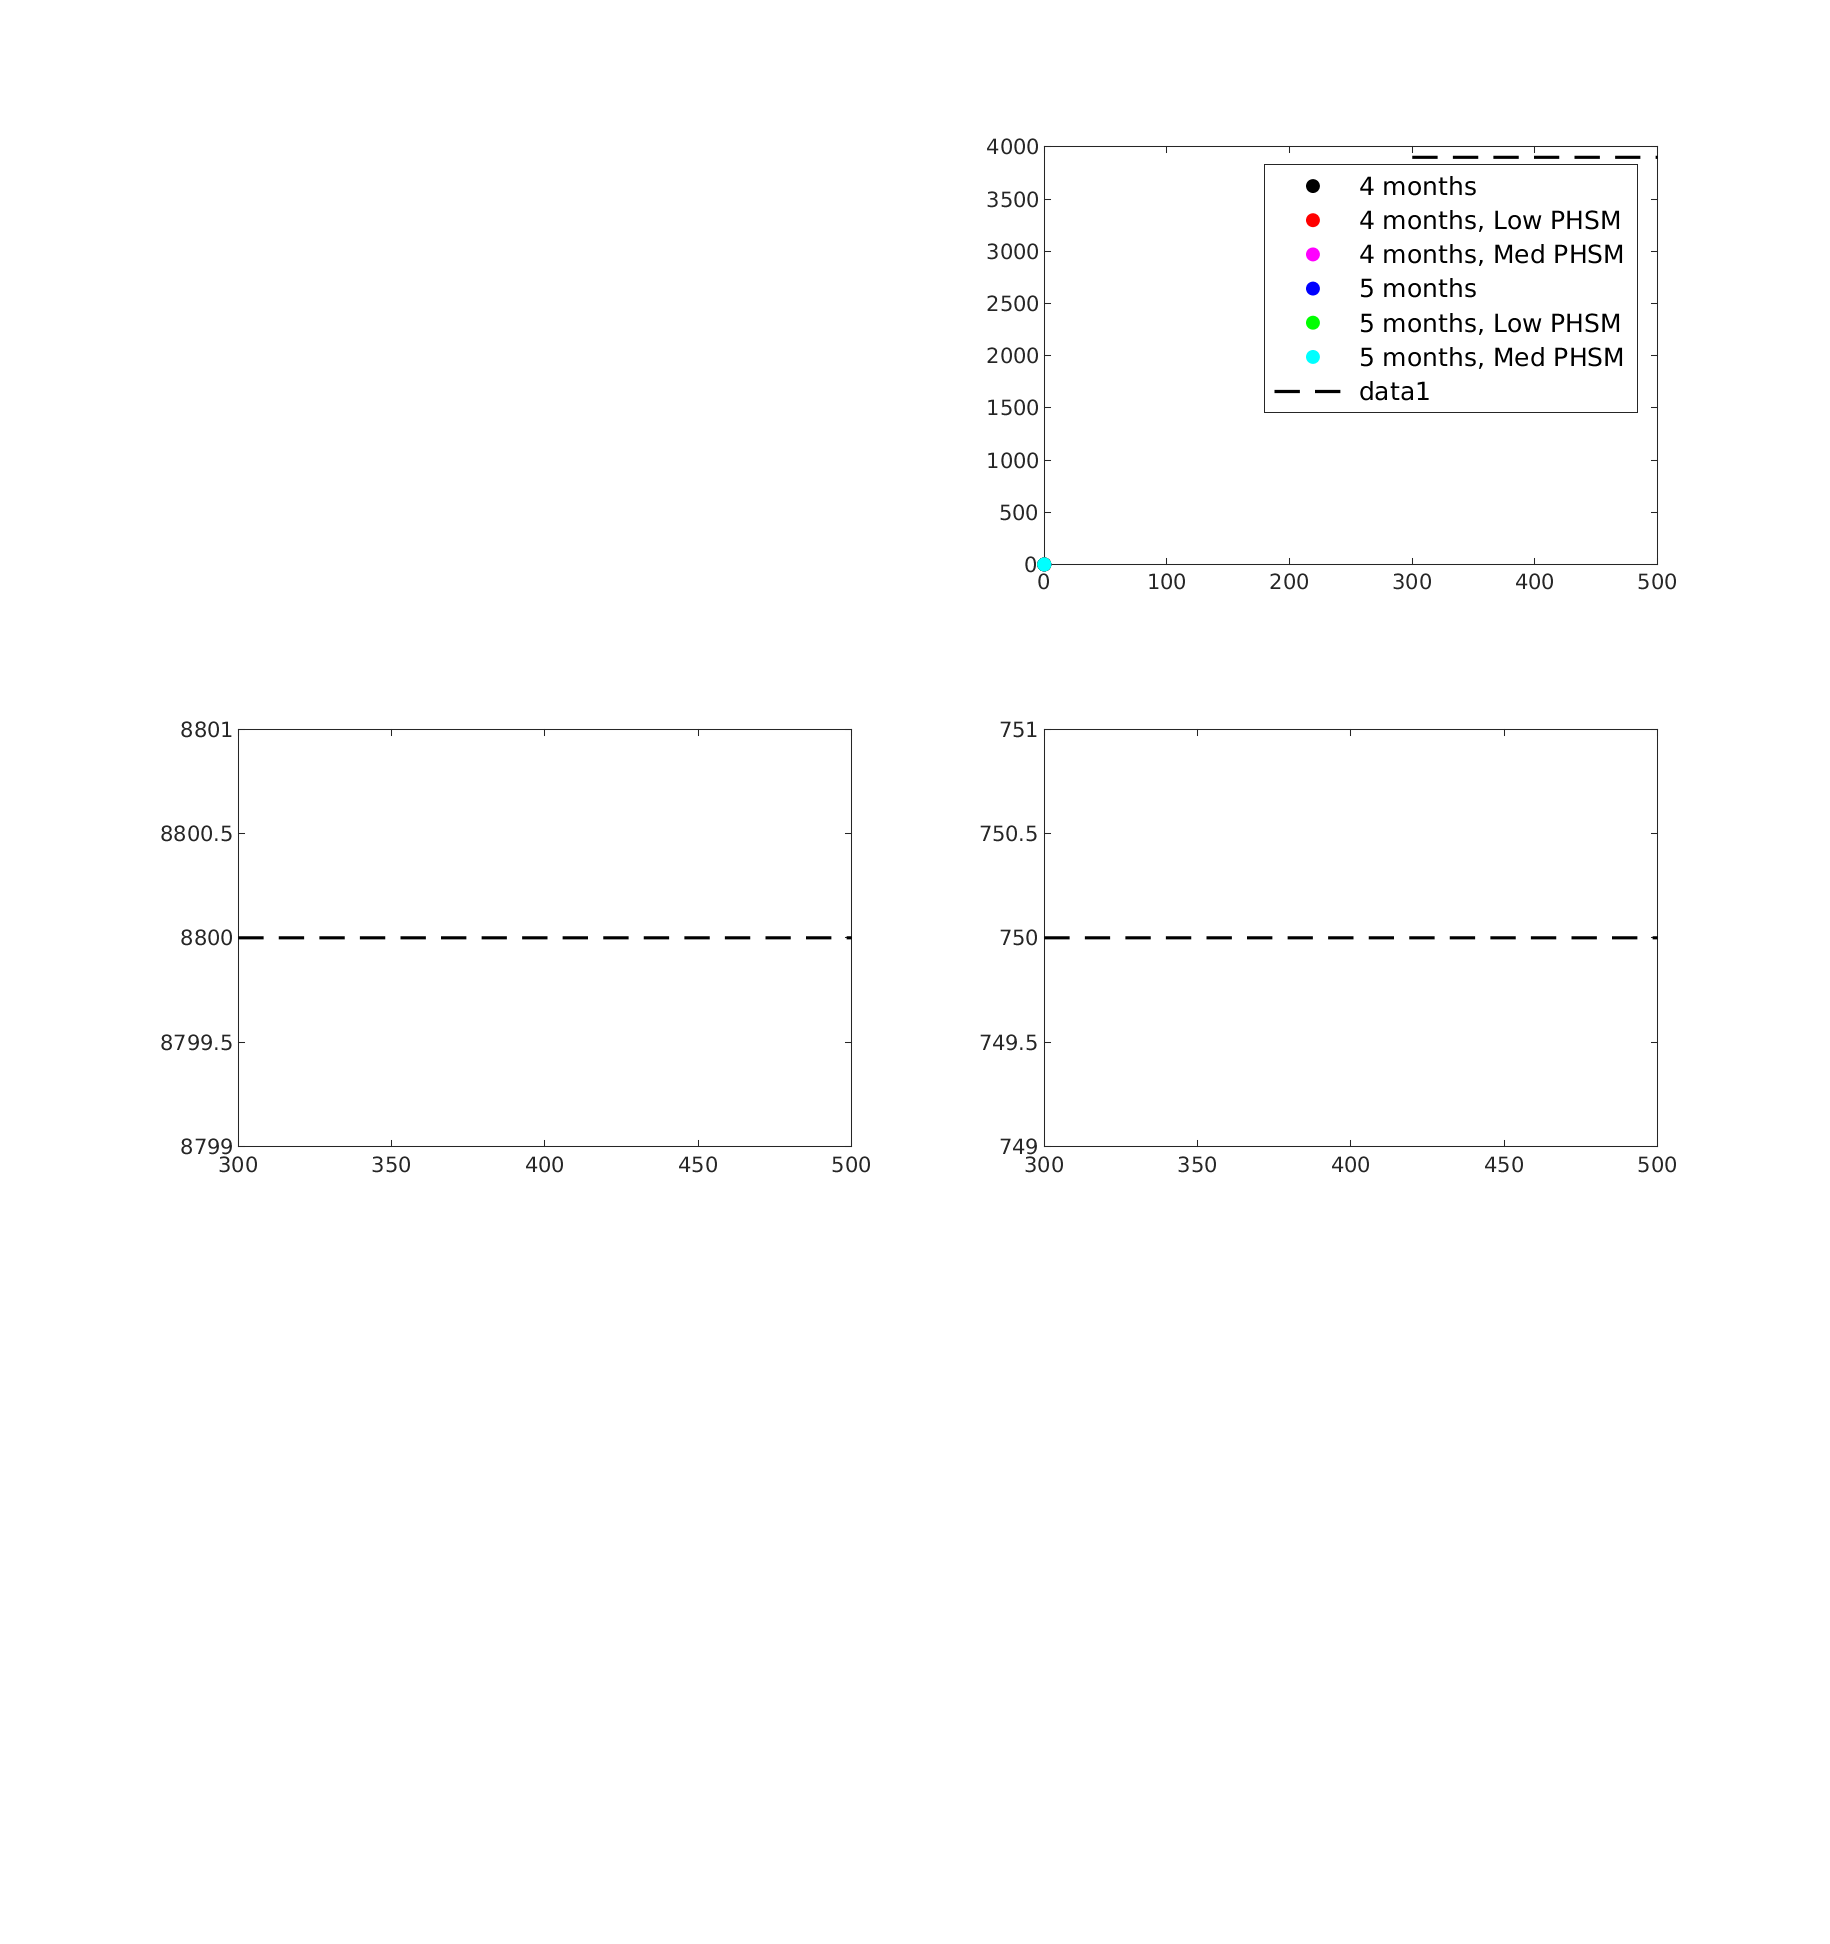 4000
3500
3000
2500
2000
1500
1000
500
0
0 100 200 300 400 500
4 months
4 months, Low PHSM
4 months, Med PHSM
5 months
5 months, Low PHSM
5 months, Med PHSM
data1
8801
8800.5
8800
8799.5
8799
300 350 400 450 500
751
750.5
750
749.5
749
300 350 400 450 500